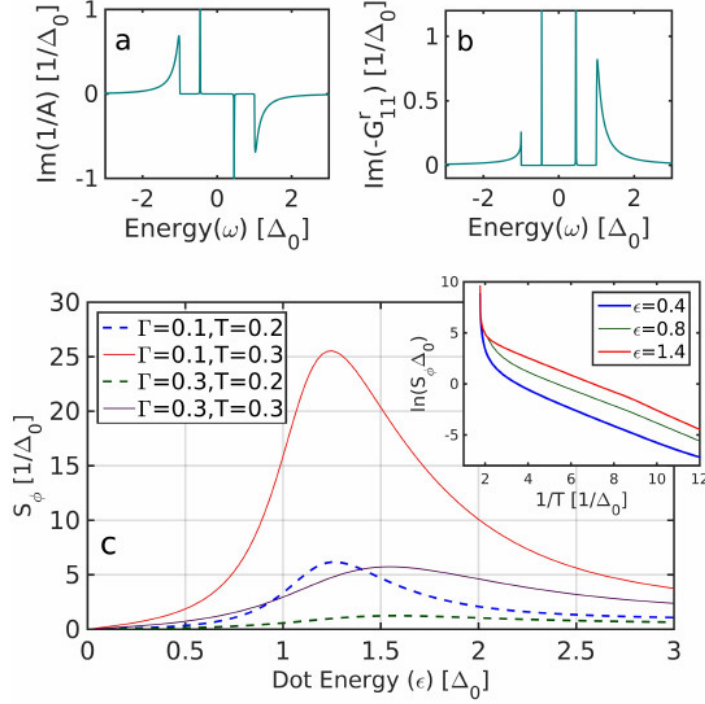 a
Im(1/A) [1/Δ₀]
1
0
-1
-2
0
2
Energy(ω) [Δ₀]
b
Im(-Gʳ₁₁) [1/Δ₀]
1
0.5
0
-2
0
2
Energy(ω) [Δ₀]
c
S_ϕ [1/Δ₀]
30
25
20
15
10
5
0
Γ=0.1,T=0.2
Γ=0.1,T=0.3
Γ=0.3,T=0.2
Γ=0.3,T=0.3
0
0.5
1
1.5
2
2.5
3
Dot Energy (ϵ) [Δ₀]
ln(S_ϕΔ₀)
10
5
0
-5
ϵ=0.4
ϵ=0.8
ϵ=1.4
2
4
6
8
10
12
1/T [1/Δ₀]